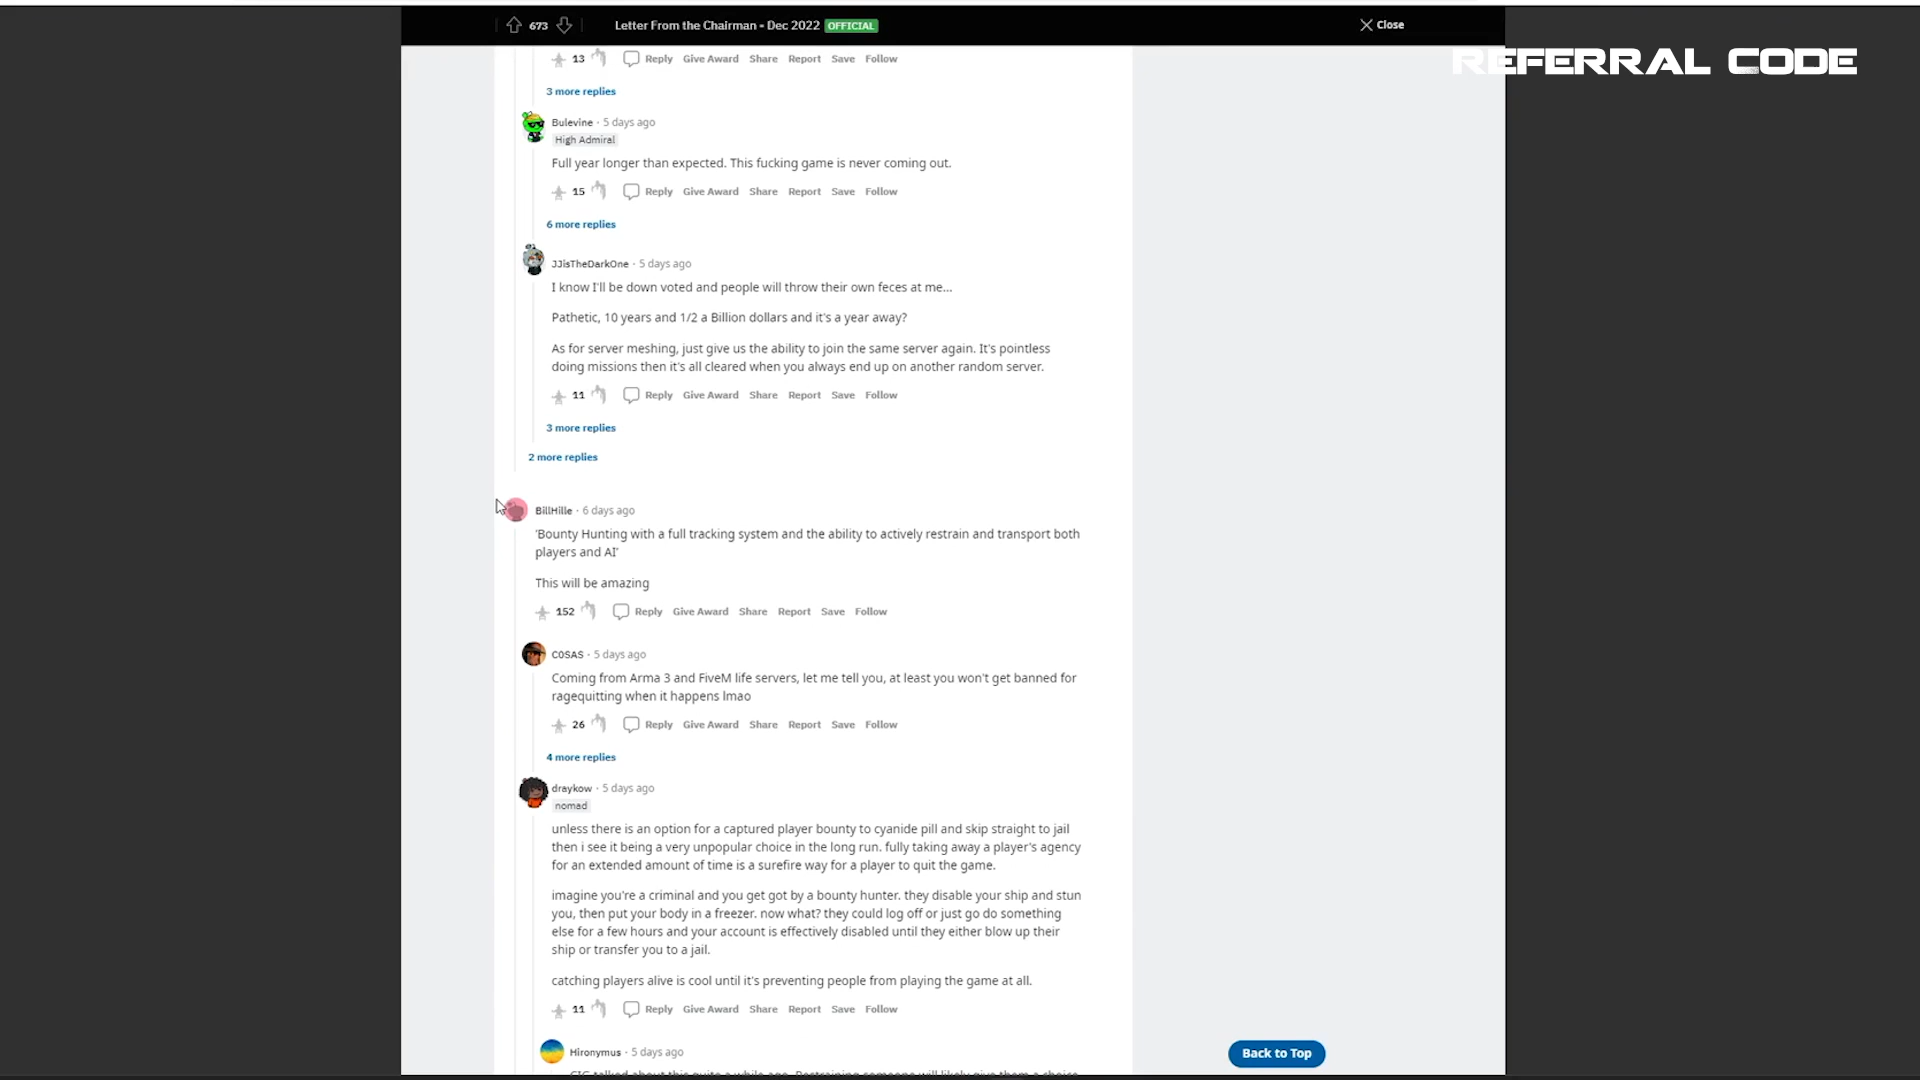 673 Letter From the Chairman - Dec 2022 OFFICIAL Close
REFERRAL CODE
13 Reply Give Award Share Report Save Follow
3 more replies
Bulevine · 5 days ago
High Admiral
Full year longer than expected. This fucking game is never coming out.
15 Reply Give Award Share Report Save Follow
6 more replies
JJisTheDarkOne · 5 days ago
I know I'll be down voted and people will throw their own feces at me...
Pathetic, 10 years and 1/2 a Billion dollars and it's a year away?
As for server meshing, just give us the ability to join the same server again. It's pointless
doing missions then it's all cleared when you always end up on another random server.
11 Reply Give Award Share Report Save Follow
3 more replies
2 more replies
BillHille · 6 days ago
'Bounty Hunting with a full tracking system and the ability to actively restrain and transport both
players and AI'
This will be amazing
152 Reply Give Award Share Report Save Follow
C0SAS · 5 days ago
Coming from Arma 3 and FiveM life servers, let me tell you, at least you won't get banned for
ragequitting when it happens lmao
26 Reply Give Award Share Report Save Follow
4 more replies
draykow · 5 days ago
nomad
unless there is an option for a captured player bounty to cyanide pill and skip straight to jail
then i see it being a very unpopular choice in the long run. fully taking away a player's agency
for an extended amount of time is a surefire way for a player to quit the game.
imagine you're a criminal and you get got by a bounty hunter. they disable your ship and stun
you, then put your body in a freezer. now what? they could log off or just go do something
else for a few hours and your account is effectively disabled until they either blow up their
ship or transfer you to a jail.
catching players alive is cool until it's preventing people from playing the game at all.
11 Reply Give Award Share Report Save Follow
Hironymus · 5 days ago
CIG talked about this quite a while ago. Restraining someone will likely give them a choice
Back to Top